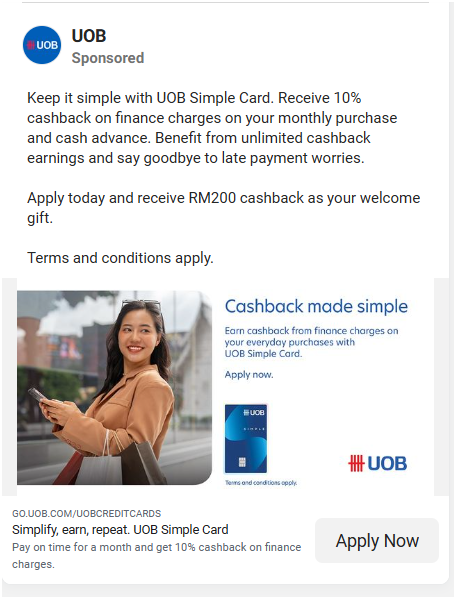 UOB
UOB
Sponsored
Keep it simple with UOB Simple Card. Receive 10%
cashback on finance charges on your monthly purchase
and cash advance. Benefit from unlimited cashback
earnings and say goodbye to late payment worries.
Apply today and receive RM200 cashback as your welcome
gift.
Terms and conditions apply.
Cashback made simple
Earn cashback from finance charges on
your everyday purchases with
UOB Simple Card.
Apply now.
UOB
SIMPLE
UOB
Terms and conditions apply.
GO.UOB.COM/UOBCREDITCARDS
Simplify, earn, repeat. UOB Simple Card
Pay on time for a month and get 10% cashback on finance
charges.
Apply Now